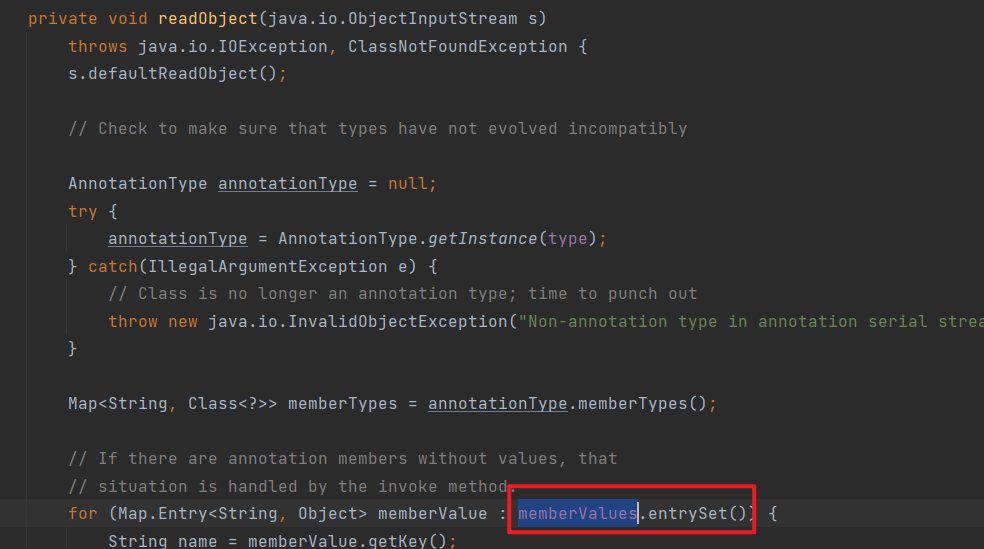 private void readObject(java.io.ObjectInputStream s)
throws java.io.IOException, ClassNotFoundException {
s.defaultReadObject();
// Check to make sure that types have not evolved incompatibly
AnnotationType annotationType = null;
try {
annotationType = AnnotationType.getInstance(type);
} catch(IllegalArgumentException e) {
// Class is no longer an annotation type; time to punch out
throw new java.io.InvalidObjectException("Non-annotation type in annotation serial strea
}
Map<String, Class<?>> memberTypes = annotationType.memberTypes();
// If there are annotation members without values, that
// situation is handled by the invoke method.
for (Map.Entry<String, Object> memberValue : memberValues.entrySet()) {
String name = memberValue.getKey();